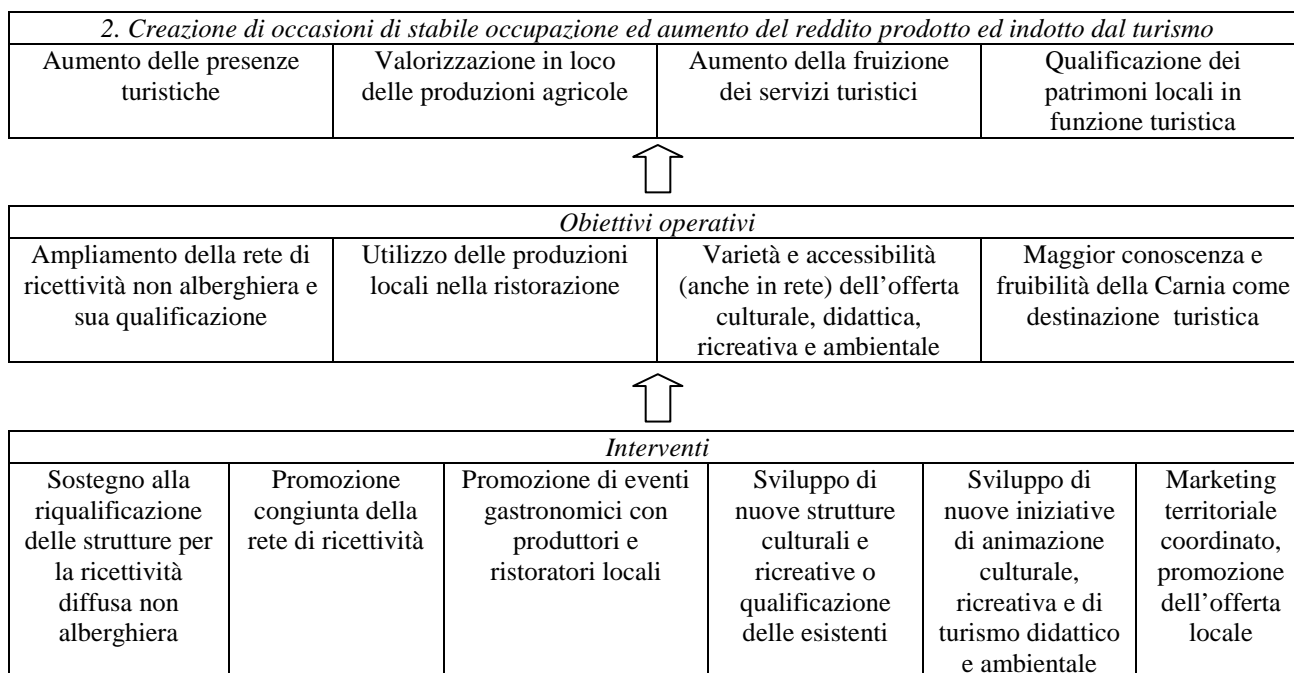 2. Creazione di occasioni di stabile occupazione ed aumento del reddito prodotto ed indotto dal turismo
Aumento delle presenze
turistiche
Valorizzazione in loco
delle produzioni agricole
Aumento della fruizione
dei servizi turistici
Qualificazione dei
patrimoni locali in
funzione turistica
Obiettivi operativi
Ampliamento della rete di
ricettività non alberghiera e
sua qualificazione
Utilizzo delle produzioni
locali nella ristorazione
Varietà e accessibilità
(anche in rete) dell’offerta
culturale, didattica,
ricreativa e ambientale
Maggior conoscenza e
fruibilità della Carnia come
destinazione turistica
Interventi
Sostegno alla
riqualificazione
delle strutture per
la ricettività
diffusa non
alberghiera
Promozione
congiunta della
rete di ricettività
Promozione di eventi
gastronomici con
produttori e
ristoratori locali
Sviluppo di
nuove strutture
culturali e
ricreative o
qualificazione
delle esistenti
Sviluppo di
nuove iniziative
di animazione
culturale,
ricreativa e di
turismo didattico
e ambientale
Marketing
territoriale
coordinato,
promozione
dell’offerta
locale